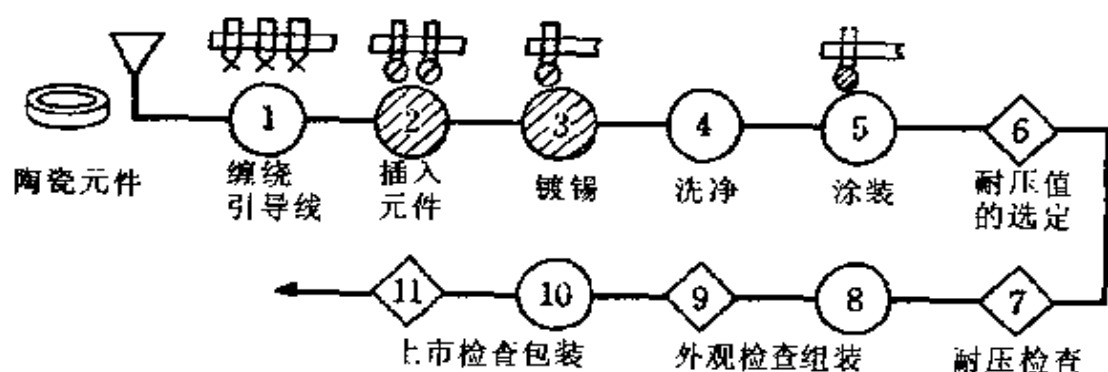 1
2
3
4
5
6
陶瓷元件
缠绕
引导线
插入
元件
镀锡
洗净
涂装
耐压值
的选定
11
10
9
8
7
上市检查包装
外观检查组装
耐压检查